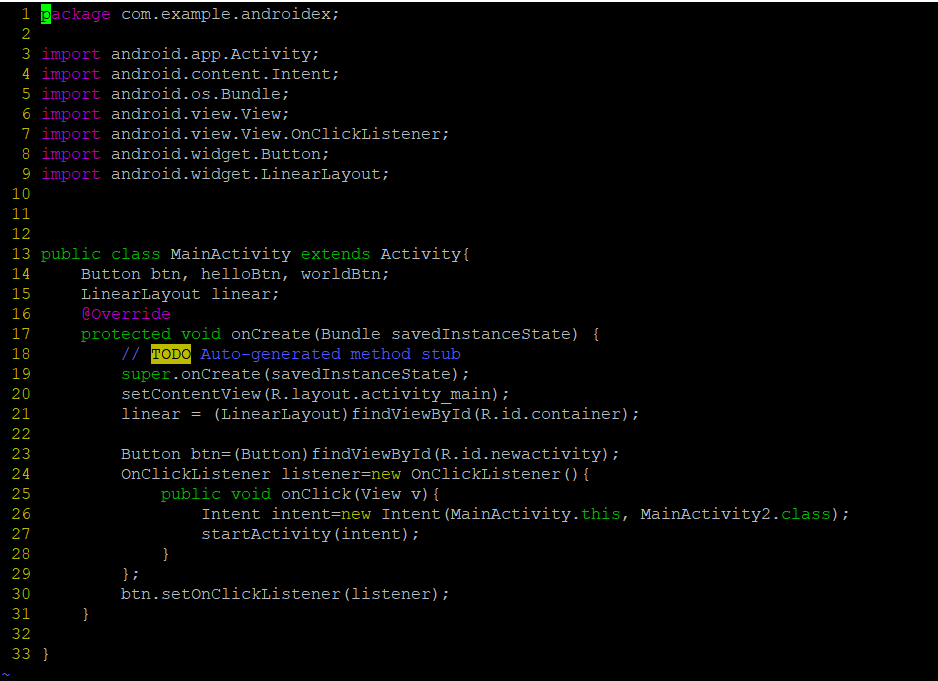 1 package com.example.androidex;
2
3 import android.app.Activity;
4 import android.content.Intent;
5 import android.os.Bundle;
6 import android.view.View;
7 import android.view.View.OnClickListener;
8 import android.widget.Button;
9 import android.widget.LinearLayout;
10
11
12
13 public class MainActivity extends Activity{
14     Button btn, helloBtn, worldBtn;
15     LinearLayout linear;
16     @Override
17     protected void onCreate(Bundle savedInstanceState) {
18         // TODO Auto-generated method stub
19         super.onCreate(savedInstanceState);
20         setContentView(R.layout.activity_main);
21         linear = (LinearLayout)findViewById(R.id.container);
22
23         Button btn=(Button)findViewById(R.id.newactivity);
24         OnClickListener listener=new OnClickListener(){
25             public void onClick(View v){
26                 Intent intent=new Intent(MainActivity.this, MainActivity2.class);
27                 startActivity(intent);
28             }
29         };
30         btn.setOnClickListener(listener);
31     }
32
33 }
~